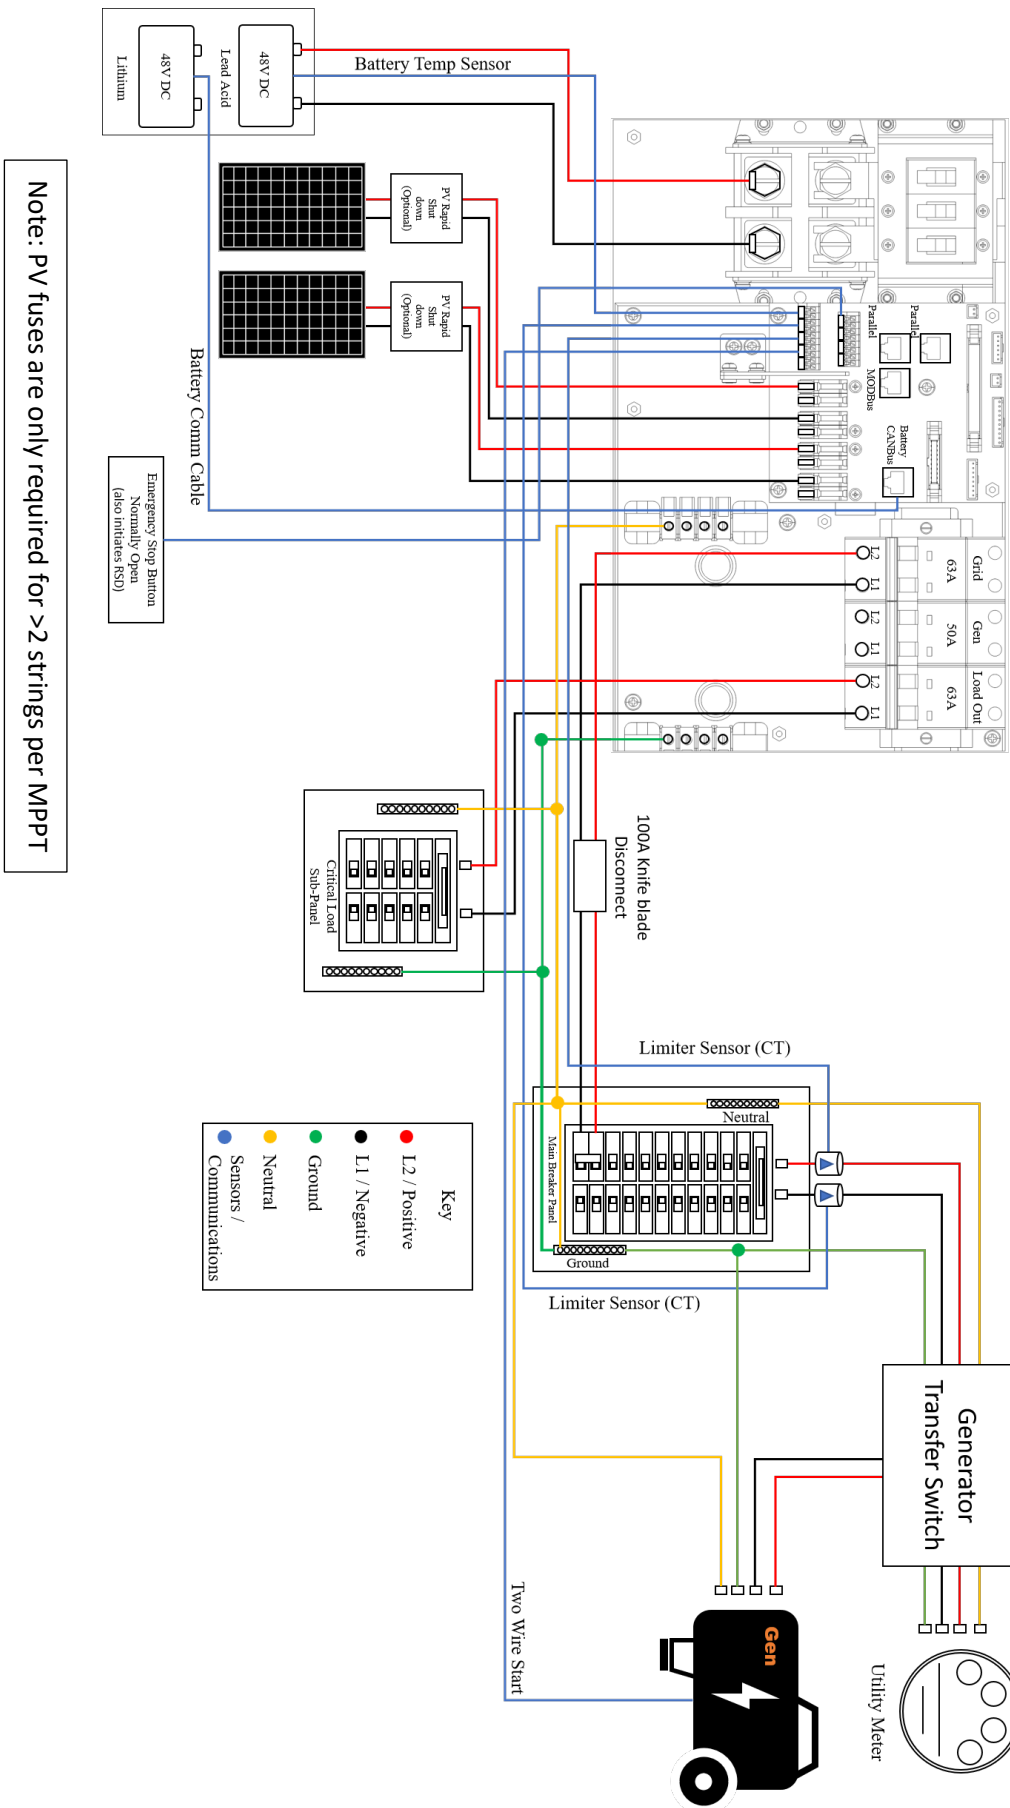 Battery Temp Sensor
48V DC
Lead Acid
48V DC
Lithium
PV Rapid
Shut
down
(Optional)
PV Rapid
Shut
down
(Optional)
Parallel
Parallel
MODBus
Battery
CANBus
Battery Comm Cable
Emergency Stop Button
Normally Open
(also initiates RSD)
Note: PV fuses are only required for >2 strings per MPPT
Grid
63A
L2
L1
Gen
50A
L2
L1
Load Out
63A
L2
L1
100A Knife blade
Disconnect
Critical Load
Sub-Panel
Limiter Sensor (CT)
Neutral
Main Breaker Panel
Ground
Limiter Sensor (CT)
Key
L2 / Positive
L1 / Negative
Ground
Neutral
Sensors /
Communications
Generator
Transfer Switch
Two Wire Start
Gen
Utility Meter